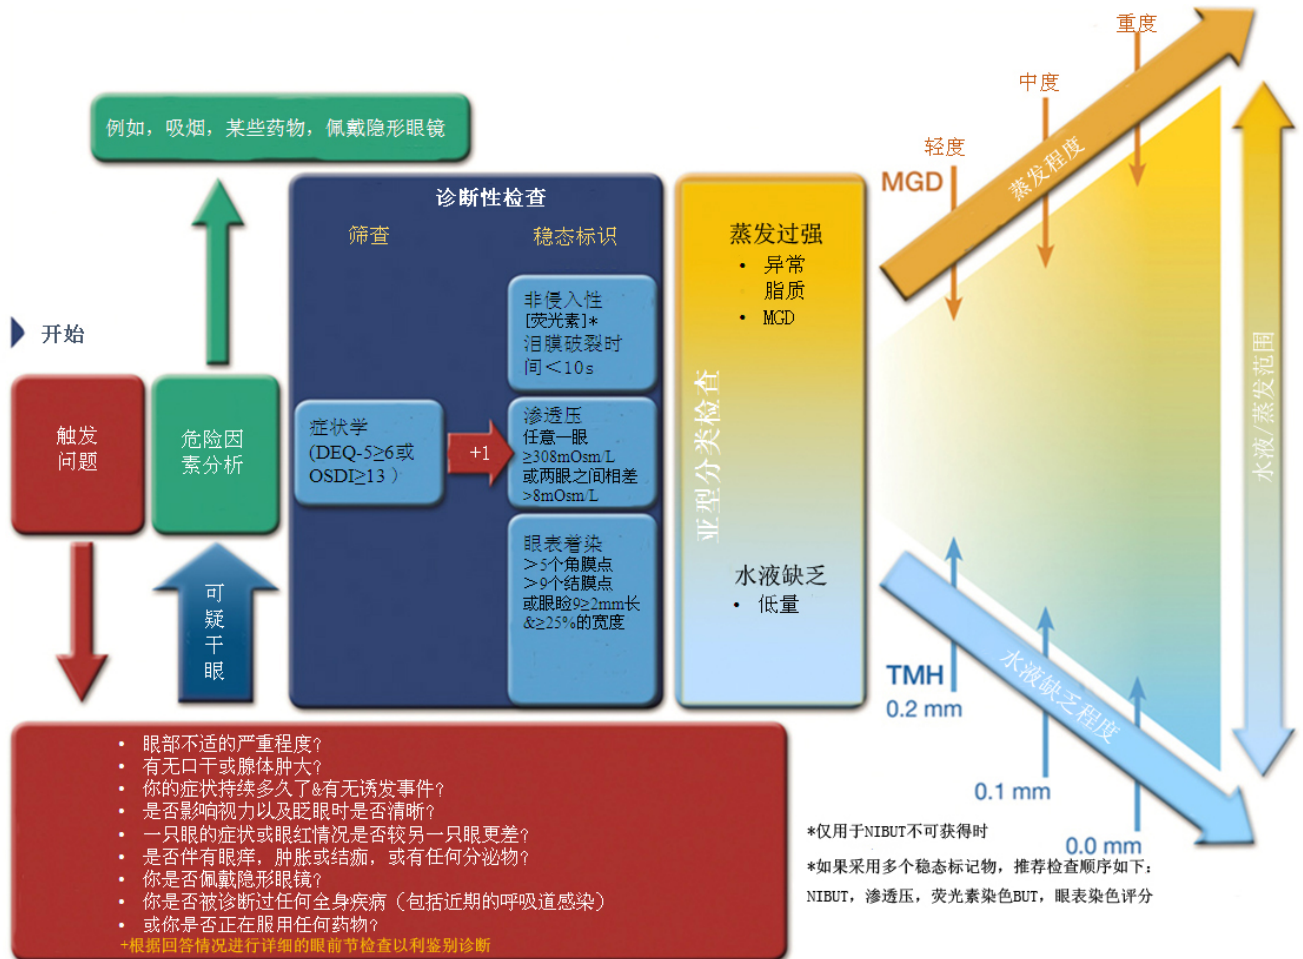 例如，吸烟，某些药物，佩戴隐形眼镜
开始
触发
问题
危险因
素分析
可
疑
干
眼
诊断性检查
筛查
稳态标识
症状学
(DEQ-5≥6或
OSDI≥13 ）
+1
非侵入性
[荧光素]*
泪膜破裂时
间＜10s
渗透压
任意一眼
≥308mOsm/L
或两眼之间相差
>8mOsm/L
眼表着染
＞5个角膜点
＞9个结膜点
或眼睑9≥2mm长
&≥25%的宽度
亚型分类检查
蒸发过强
• 异常
脂质
• MGD
水液缺乏
• 低量
MGD
轻度
中度
重度
蒸发程度
水液/蒸发范围
TMH
0.2 mm
0.1 mm
0.0 mm
水液缺乏程度
• 眼部不适的严重程度？
• 有无口干或腺体肿大？
• 你的症状持续多久了&有无诱发事件？
• 是否影响视力以及眨眼时是否清晰？
• 一只眼的症状或眼红情况是否较另一只眼更差？
• 是否伴有眼痒，肿胀或结痂，或有任何分泌物？
• 你是否佩戴隐形眼镜？
• 你是否被诊断过任何全身疾病（包括近期的呼吸道感染）
• 或你是否正在服用任何药物？
+根据回答情况进行详细的眼前节检查以利鉴别诊断
*仅用于NIBUT不可获得时
*如果采用多个稳态标记物，推荐检查顺序如下：
NIBUT，渗透压，荧光素染色BUT，眼表染色评分